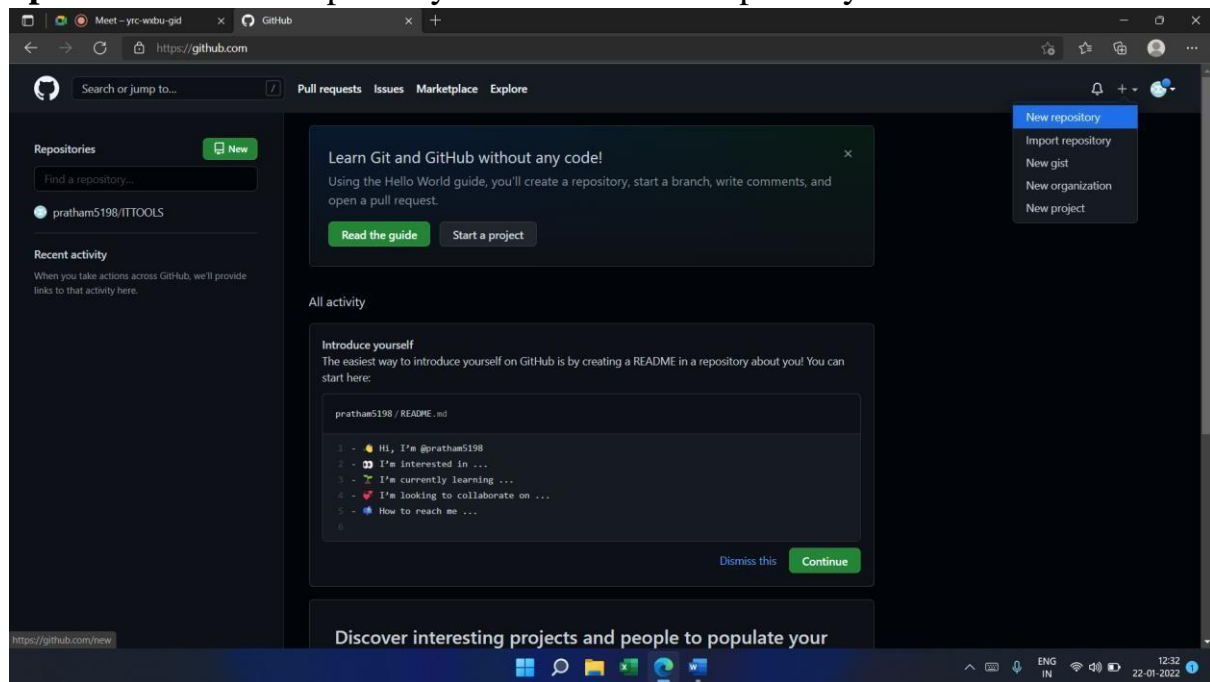 Meet – yrc-wxbu-gid
GitHub
https://github.com
Search or jump to...
/
Pull requests Issues Marketplace Explore
New repository
Import repository
New gist
New organization
New project
Repositories
New
Find a repository...
pratham5198/ITTOOLS
Recent activity
When you take actions across GitHub, we'll provide
links to that activity here.
Learn Git and GitHub without any code!
Using the Hello World guide, you'll create a repository, start a branch, write comments, and
open a pull request.
Read the guide
Start a project
All activity
Introduce yourself
The easiest way to introduce yourself on GitHub is by creating a README in a repository about you! You can
start here:
pratham5198 / README.md
1 - 👋 Hi, I'm @pratham5198
2 - 👀 I'm interested in ...
3 - 🌱 I'm currently learning ...
4 - 💞️ I'm looking to collaborate on ...
5 - 📫 How to reach me ...
6
Dismiss this
Continue
Discover interesting projects and people to populate your
https://github.com/new
ENG
IN
12:32
22-01-2022
1